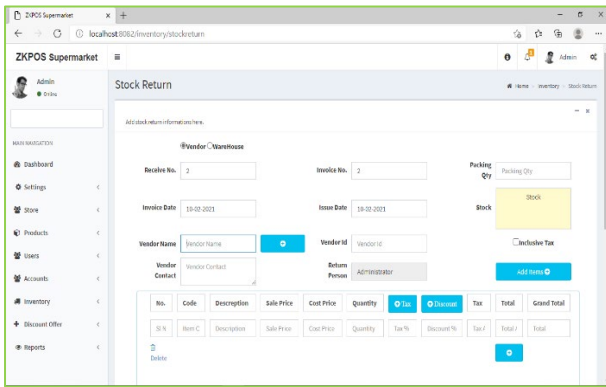 ZKPOS Supermarket
localhost:8082/inventory/stockreturn
ZKPOS Supermarket
Admin
Admin
Online
Stock Return
Home
Inventory
Stock Return
Add stock return informations here.
MAIN NAVIGATION
Dashboard
Settings
Store
Products
Users
Accounts
Inventory
Discount Offer
Reports
Vendor WareHouse
Receive No. 2 Invoice No. 2 Packing Qty Packing Qty
Invoice Date 10-02-2021 Issue Date 10-02-2021 Stock Stock
Vendor Name Vendor Name Vendor Id Vendor Id Inclusive Tax
Vendor Contact Vendor Contact Return Person Administrator Add Items
No. Code Descreption Sale Price Cost Price Quantity Tax Discount Tax Total Grand Total
Sl N Item C Descreption Sale Price Cost Price Quantity Tax % Discount % Tax / Total / Total
Delete